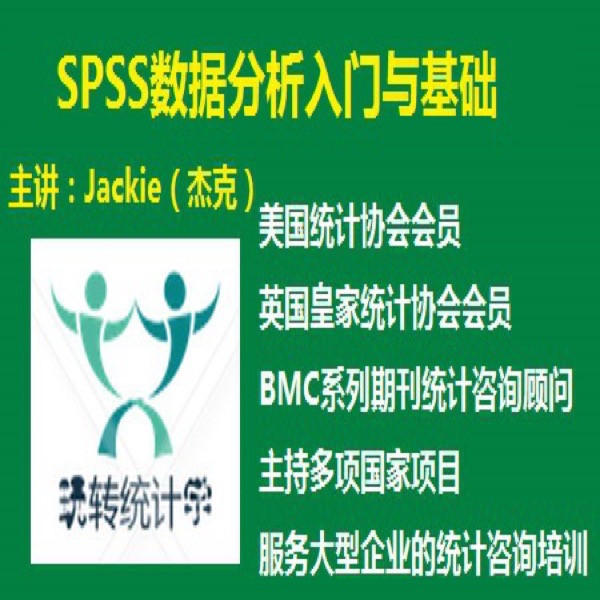 SPSS数据分析入门与基础
主讲：Jackie（杰克）
美国统计协会会员
英国皇家统计协会会员
BMC系列期刊统计咨询顾问
主持多项国家项目
服务大型企业的统计咨询培训
玩转统计学